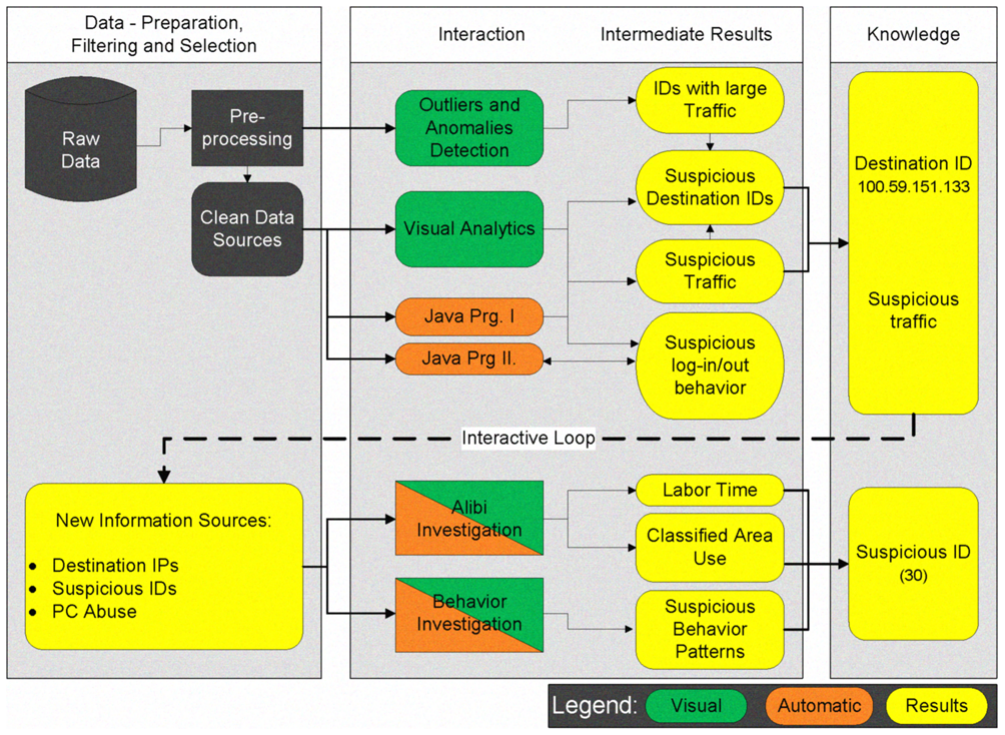 Data - Preparation,
Filtering and Selection
Interaction
Intermediate Results
Knowledge
Raw
Data
Pre-
processing
Clean Data
Sources
Outliers and
Anomalies
Detection
Visual Analytics
Java Prg. I
Java Prg II.
IDs with large
Traffic
Suspicious
Destination IDs
Suspicious
Traffic
Suspicious
log-in/out
behavior
Destination ID
100.59.151.133
Suspicious
traffic
Interactive Loop
New Information Sources:
• Destination IPs
• Suspicious IDs
• PC Abuse
Alibi
Investigation
Behavior
Investigation
Labor Time
Classified Area
Use
Suspicious
Behavior
Patterns
Suspicious ID
(30)
Legend:
Visual
Automatic
Results